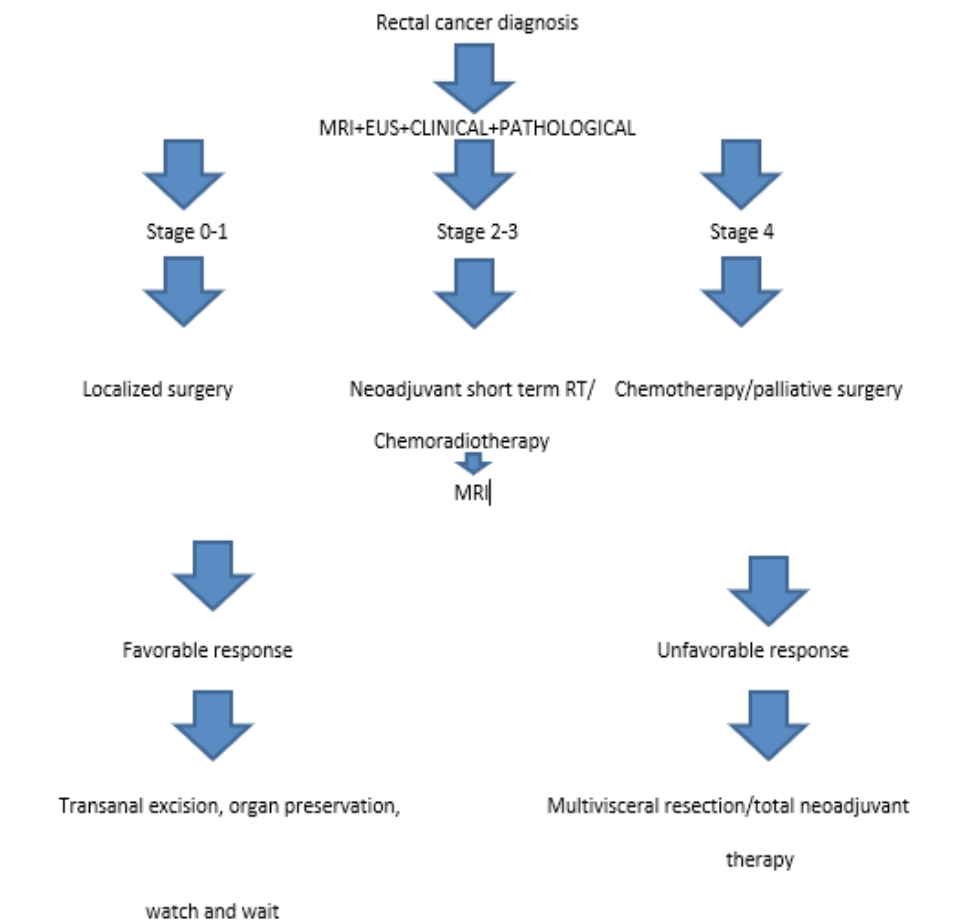 Rectal cancer diagnosis
MRI+EUS+CLINICAL+PATHOLOGICAL
Stage 0-1
Stage 2-3
Stage 4
Localized surgery
Neoadjuvant short term RT/
Chemotherapy/palliative surgery
Chemoradiotherapy
MRI
Favorable response
Unfavorable response
Transanal excision, organ preservation,
Multivisceral resection/total neoadjuvant
therapy
watch and wait